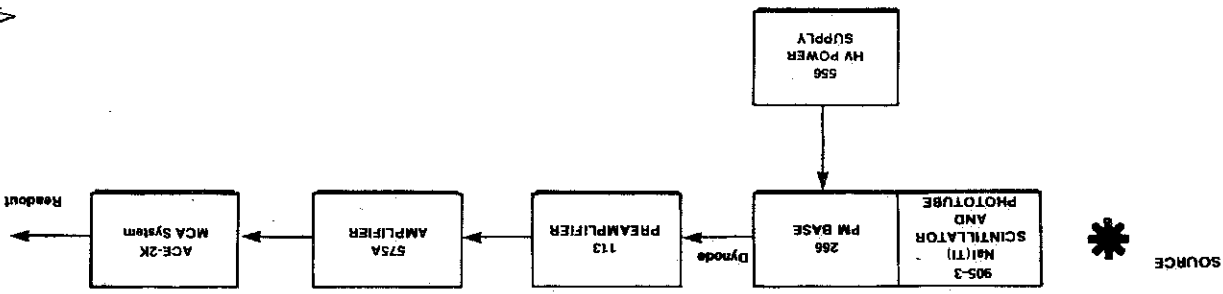 SOURCE
905-3
NaI(Tl)
SCINTILLATOR
AND
PHOTOTUBE
266
PM BASE
Dynode
113
PREAMPLIFIER
575A
AMPLIFIER
ACE-2K
MCA System
Readout
556
HV POWER
SUPPLY